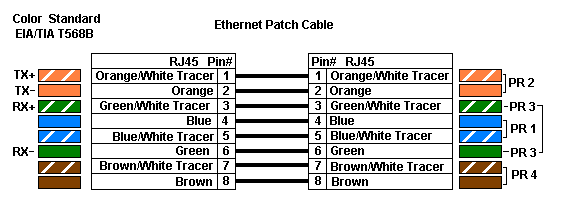 Color Standard
EIA/TIA T568B
Ethernet Patch Cable
RJ45 Pin# Pin# RJ45
TX+ Orange/White Tracer 1 1 Orange/White Tracer
TX- Orange 2 2 Orange PR 2
RX+ Green/White Tracer 3 3 Green/White Tracer PR 3
Blue 4 4 Blue
Blue/White Tracer 5 5 Blue/White Tracer PR 1
RX- Green 6 6 Green PR 3
Brown/White Tracer 7 7 Brown/White Tracer
Brown 8 8 Brown PR 4